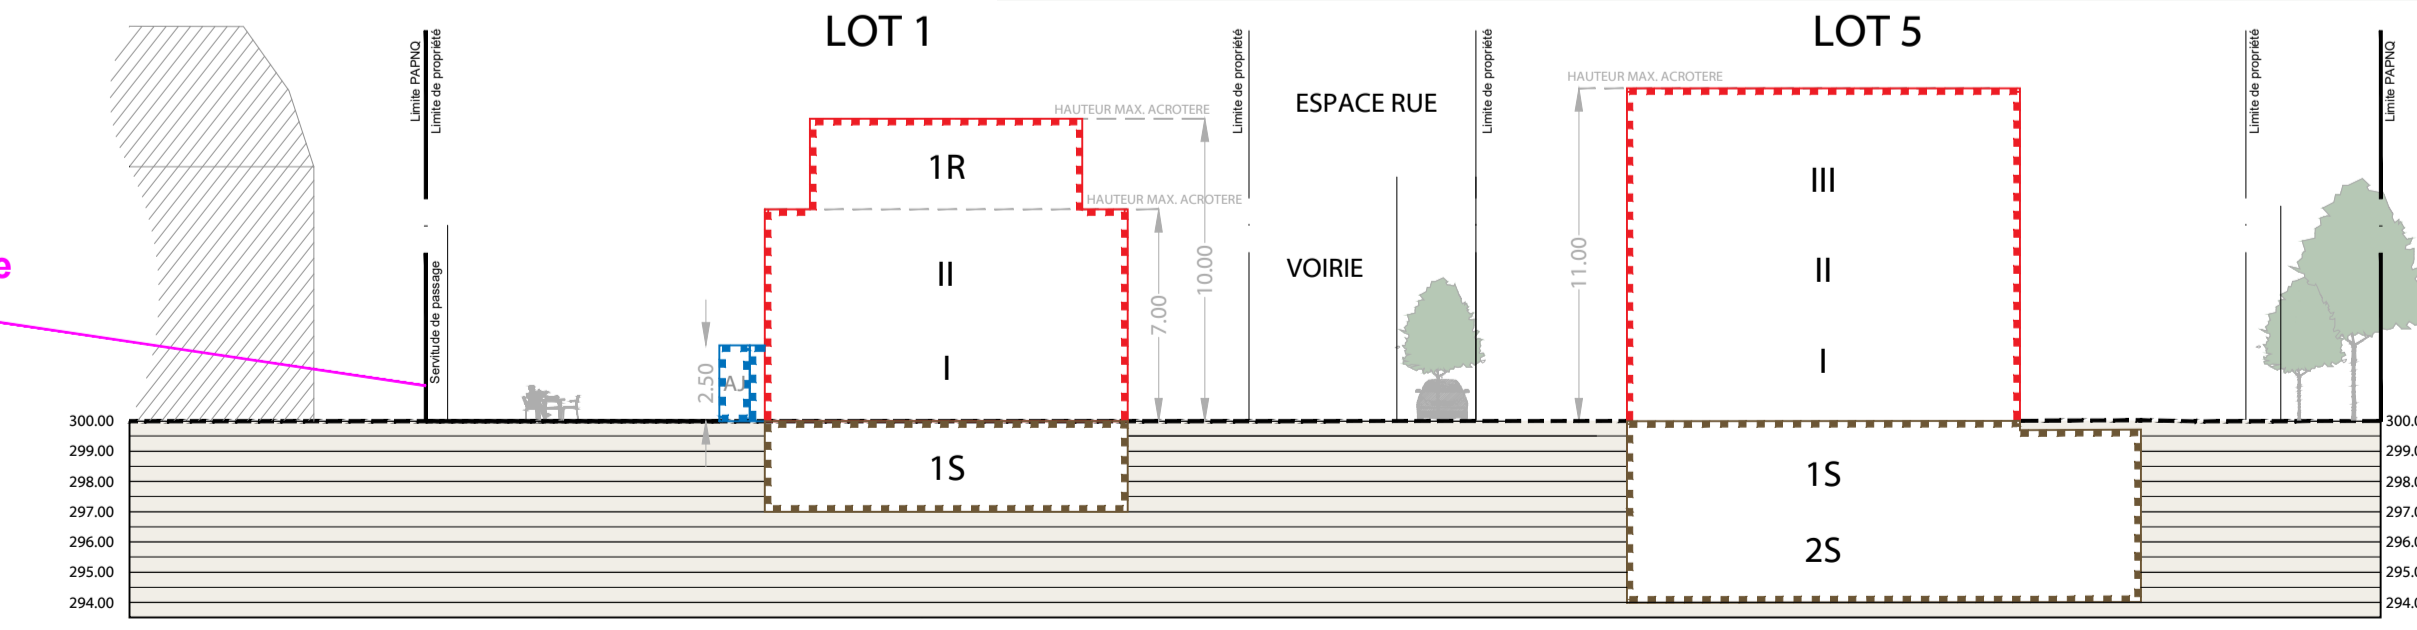 LOT 1
LOT 5
Limite PAPNQ
Limite de propriété
Limite de propriété
Limite de propriété
Limite de propriété
Limite PAPNQ
HAUTEUR MAX. ACROTERE
HAUTEUR MAX. ACROTERE
ESPACE RUE
HAUTEUR MAX. ACROTERE
1R
III
e
Servitude de passage
II
10.00
7.00
VOIRIE
11.00
II
2.50
AJ
I
I
300.00
299.00
298.00
297.00
296.00
295.00
294.00
1S
1S
2S
300.0
299.0
298.0
297.0
296.0
295.0
294.0